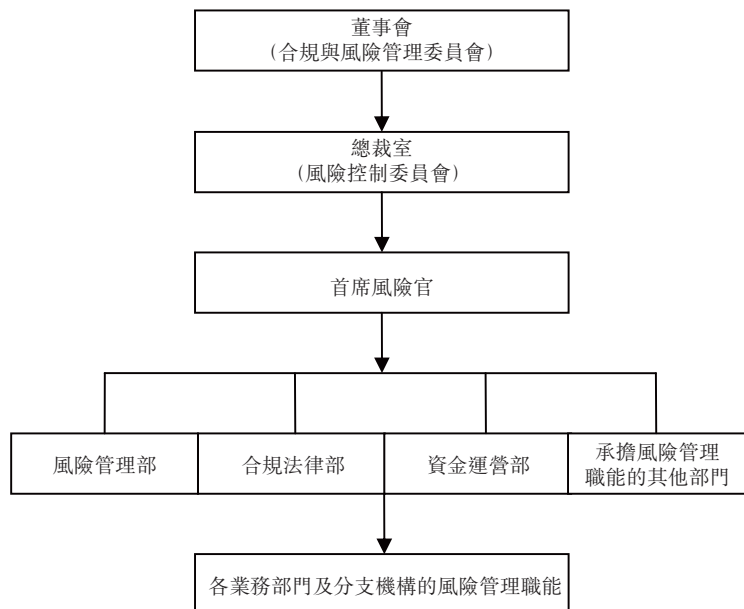 董事會
（合規與風險管理委員會）
總裁室
（風險控制委員會）
首席風險官
風險管理部
合規法律部
資金運營部
承擔風險管理
職能的其他部門
各業務部門及分支機構的風險管理職能